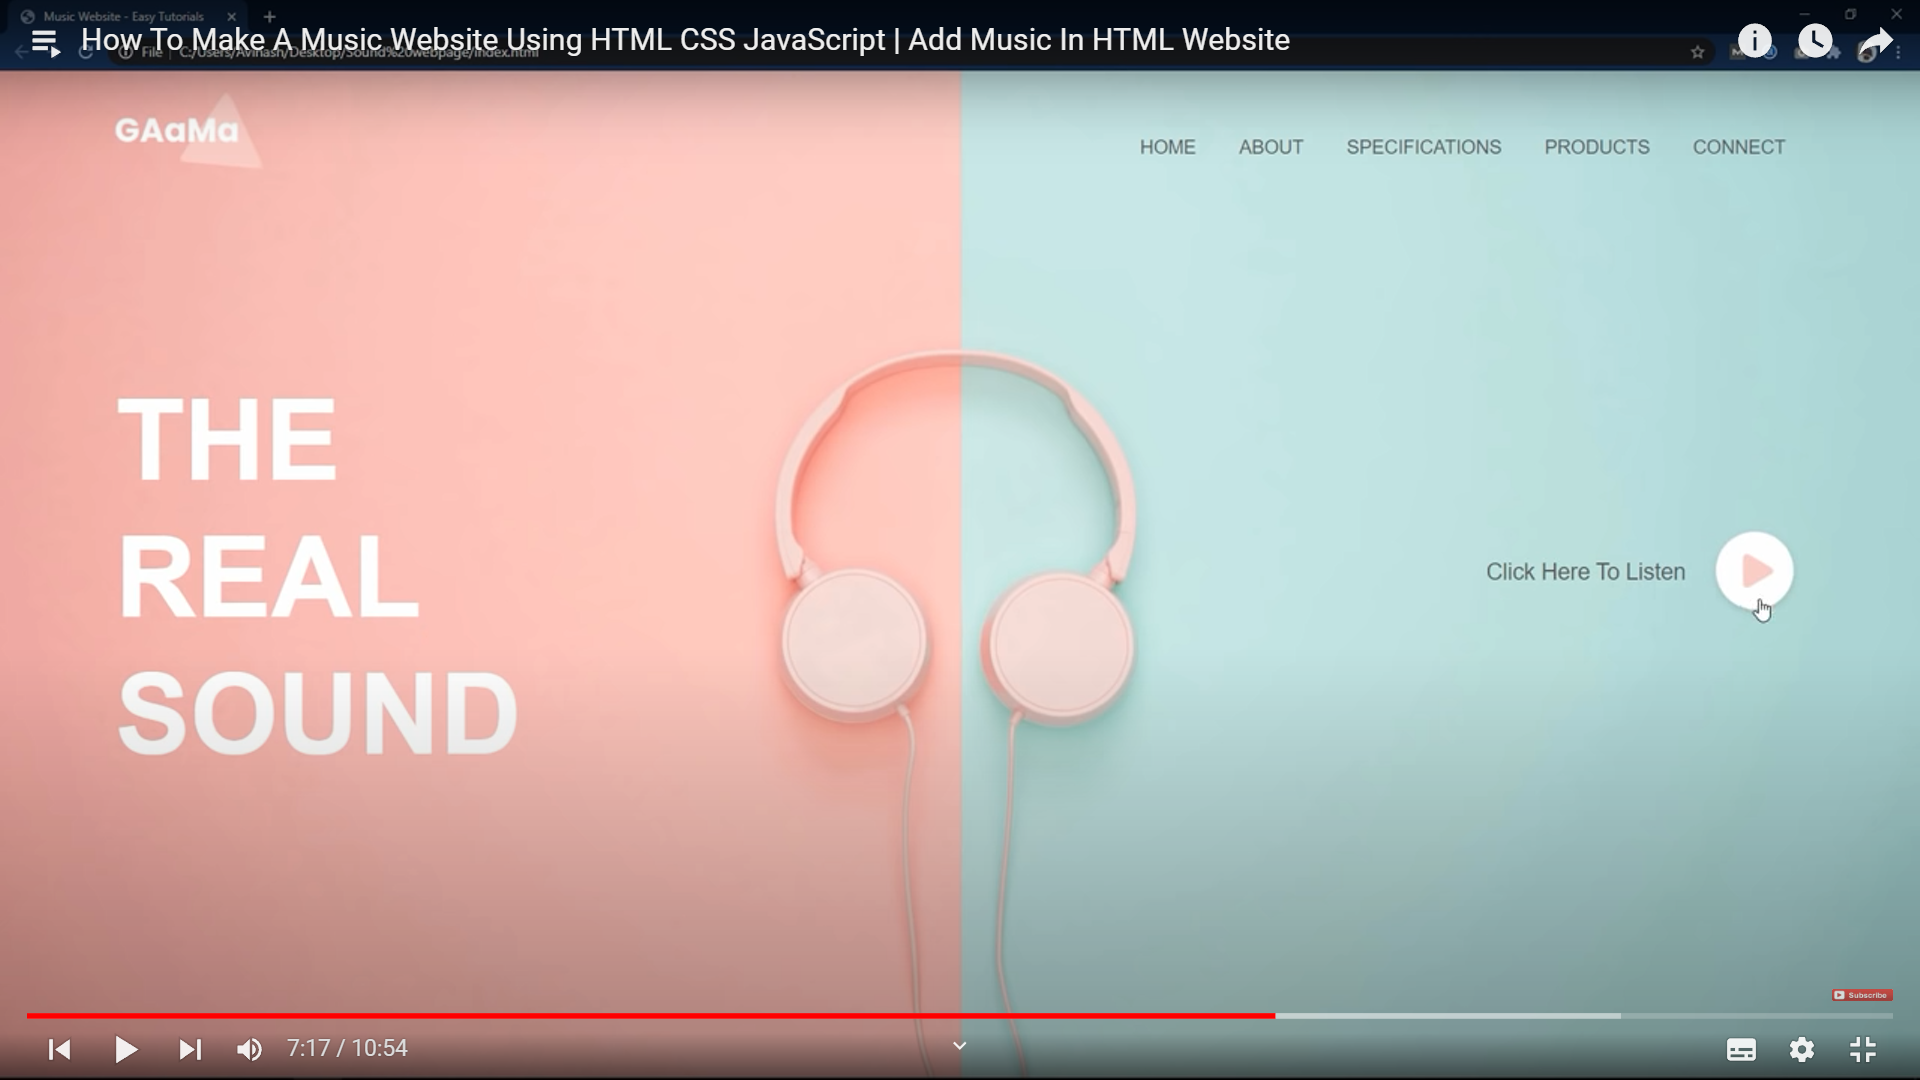 Music Website - Easy Tutorials
How To Make A Music Website Using HTML CSS JavaScript | Add Music In HTML Website
File | C:/Users/Avinash/Desktop/Sound%20webpage/index.html
GAaMa
HOME ABOUT SPECIFICATIONS PRODUCTS CONNECT
THE
REAL
SOUND
Click Here To Listen
Subscribe
7:17 / 10:54